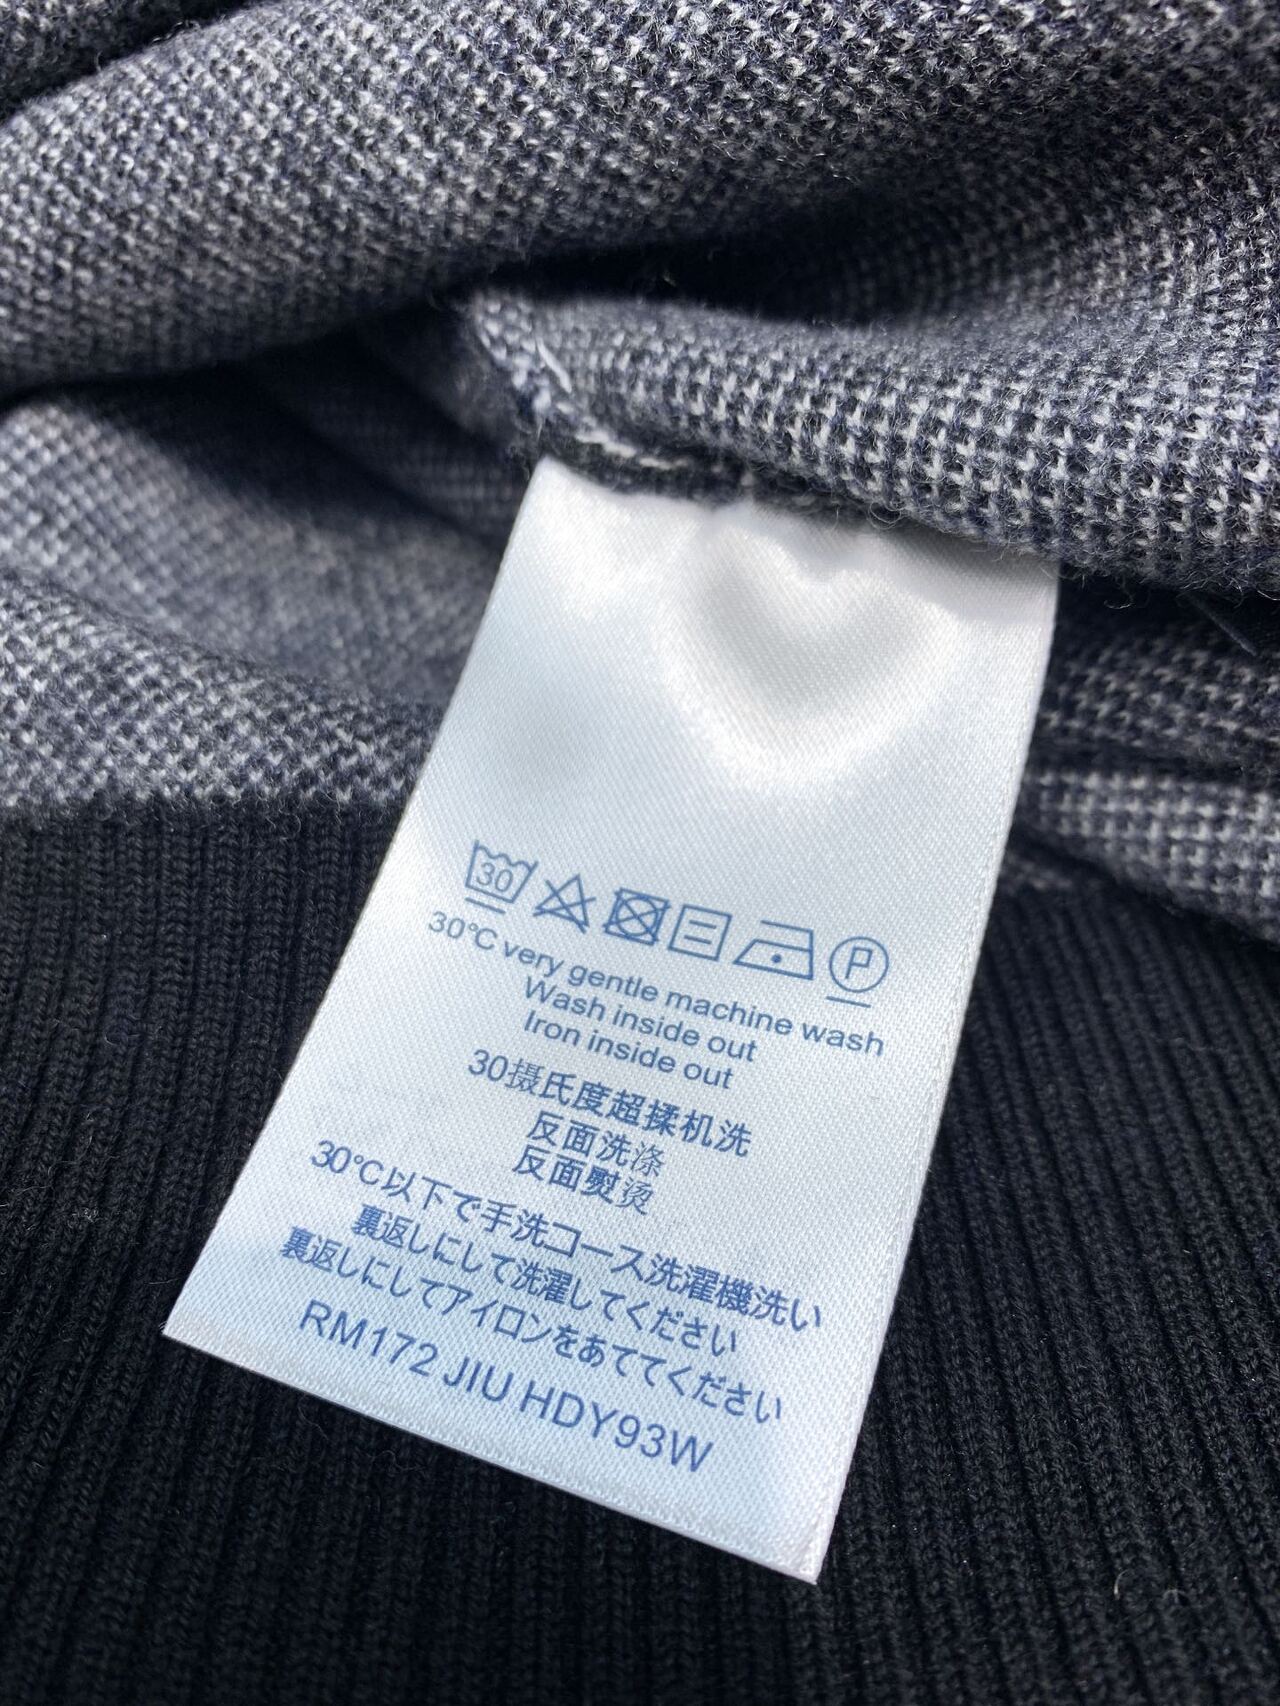 30
P
30°C very gentle machine wash
Wash inside out
Iron inside out
30摄氏度超揉机洗
反面洗涤
反面熨烫
30°C以下で手洗コース洗濯機洗い
裏返しにして洗濯してください
裏返しにしてアイロンをあててください
RM172 JIU HDY93W